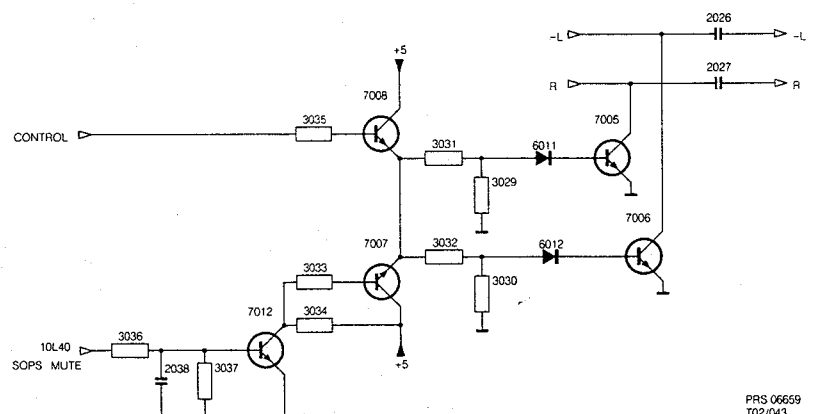 2026
-L
-L
+5
2027
7008
R
R
7005
3035
CONTROL
3031
6011
3029
7006
7007
3032
6012
3033
3030
7012
3034
3036
10L40
SOPS MUTE
2038
3037
+5
PRS 06659
T02/043